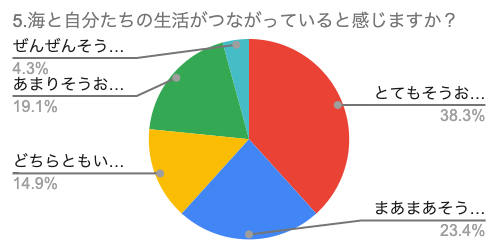 5.海と自分たちの生活がつながっていると感じますか？
ぜんぜんそう…
4.3%
あまりそうお…
19.1%
どちらともい…
14.9%
とてもそうお…
38.3%
まあまあそう…
23.4%